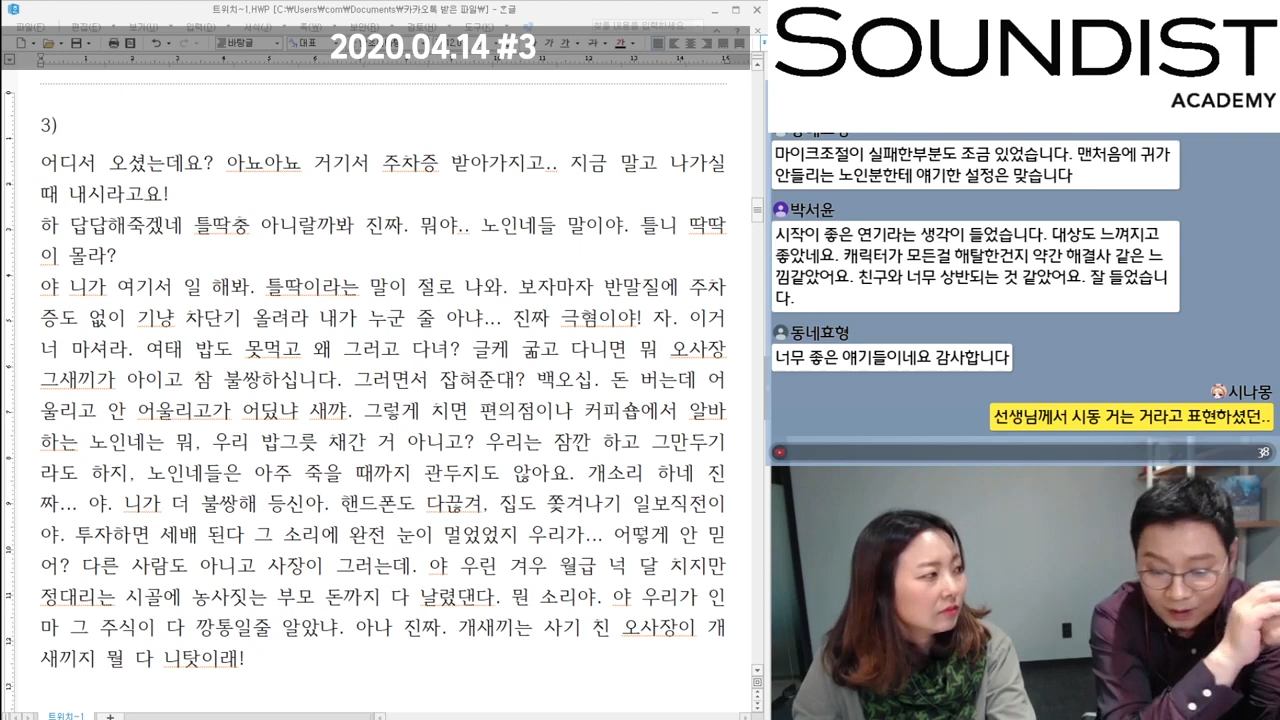 트위치~1.HWP [C:₩Users₩com₩Documents₩카카오톡 받은 파일₩] - 흔글
바탕글
대표
2020.04.14 #3
3)
어디서 오셨는데요? 아뇨아뇨 거기서 주차증 받아가지고.. 지금 말고 나가실
때 내시라고요!
하 답답해죽겠네 틀딱충 아니랄까봐 진짜. 뭐야.. 노인네들 말이야. 틀니 딱딱
이 몰라?
야 니가 여기서 일 해봐. 틀딱이라는 말이 절로 나와. 보자마자 반말질에 주차
증도 없이 기냥 차단기 올려라 내가 누군 줄 아냐... 진짜 극혐이야! 자. 이거
너 마셔라. 여태 밥도 못먹고 왜 그러고 다녀? 글케 굶고 다니면 뭐 오사장
그새끼가 아이고 참 불쌍하십니다. 그러면서 잡혀준대? 백오십. 돈 버는데 어
울리고 안 어울리고가 어딨냐 새꺄. 그렇게 치면 편의점이나 커피숍에서 알바
하는 노인네는 뭐, 우리 밥그릇 채간 거 아니고? 우리는 잠깐 하고 그만두기
라도 하지, 노인네들은 아주 죽을 때까지 관두지도 않아요. 개소리 하네 진
짜... 야. 니가 더 불쌍해 등신아. 핸드폰도 다끊겨, 집도 쫓겨나기 일보직전이
야. 투자하면 세배 된다 그 소리에 완전 눈이 멀었었지 우리가... 어떻게 안 믿
어? 다른 사람도 아니고 사장이 그러는데. 야 우린 겨우 월급 넉 달 치지만
정대리는 시골에 농사짓는 부모 돈까지 다 날렸댄다. 뭔 소리야. 야 우리가 인
마 그 주식이 다 깡통일줄 알았냐. 아나 진짜. 개새끼는 사기 친 오사장이 개
새끼지 뭘 다 니탓이래!
트위치~1
SOUNDIST
ACADEMY
마이크조절이 실패한부분도 조금 있었습니다. 맨처음에 귀가
안들리는 노인분한테 얘기한 설정은 맞습니다
박서윤
시작이 좋은 연기라는 생각이 들었습니다. 대상도 느껴지고
좋았네요. 캐릭터가 모든걸 해탈한건지 약간 해결사 같은 느
낌같았어요. 친구와 너무 상반되는 것 같았어요. 잘 들었습니
다.
동네효형
너무 좋은 얘기들이네요 감사합니다
시나몽
선생님께서 시동 거는 거라고 표현하셨던..
38